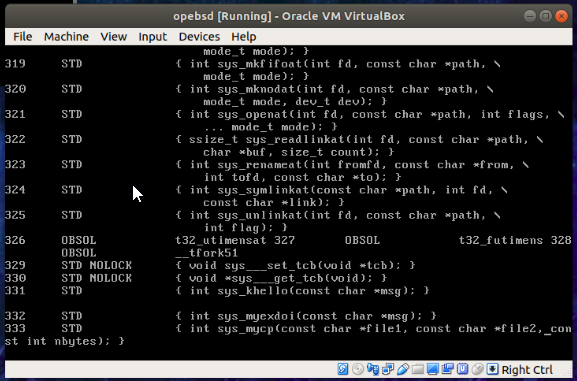 opebsd [Running] - Oracle VM VirtualBox
File Machine View Input Devices Help
mode_t mode); }
319 STD { int sys_mkfifoat(int fd, const char *path, \
mode_t mode); }
320 STD { int sys_mknodat(int fd, const char *path, \
mode_t mode, dev_t dev); }
321 STD { int sys_openat(int fd, const char *path, int flags, \
... mode_t mode); }
322 STD { ssize_t sys_readlinkat(int fd, const char *path, \
char *buf, size_t count); }
323 STD { int sys_renameat(int fromfd, const char *from, \
int tofd, const char *to); }
324 STD { int sys_symlinkat(const char *path, int fd, \
const char *link); }
325 STD { int sys_unlinkat(int fd, const char *path, \
int flag); }
326 OBSOL t32_utimensat 327 OBSOL t32_futimens 328
OBSOL __tfork51
329 STD NOLOCK { void sys___set_tcb(void *tcb); }
330 STD NOLOCK { void *sys___get_tcb(void); }
331 STD { int sys_khello(const char *msg); }
332 STD { int sys_myexdoi(const char *msg); }
333 STD { int sys_mycp(const char *file1, const char *file2,_con
st int nbytes); }
Right Ctrl